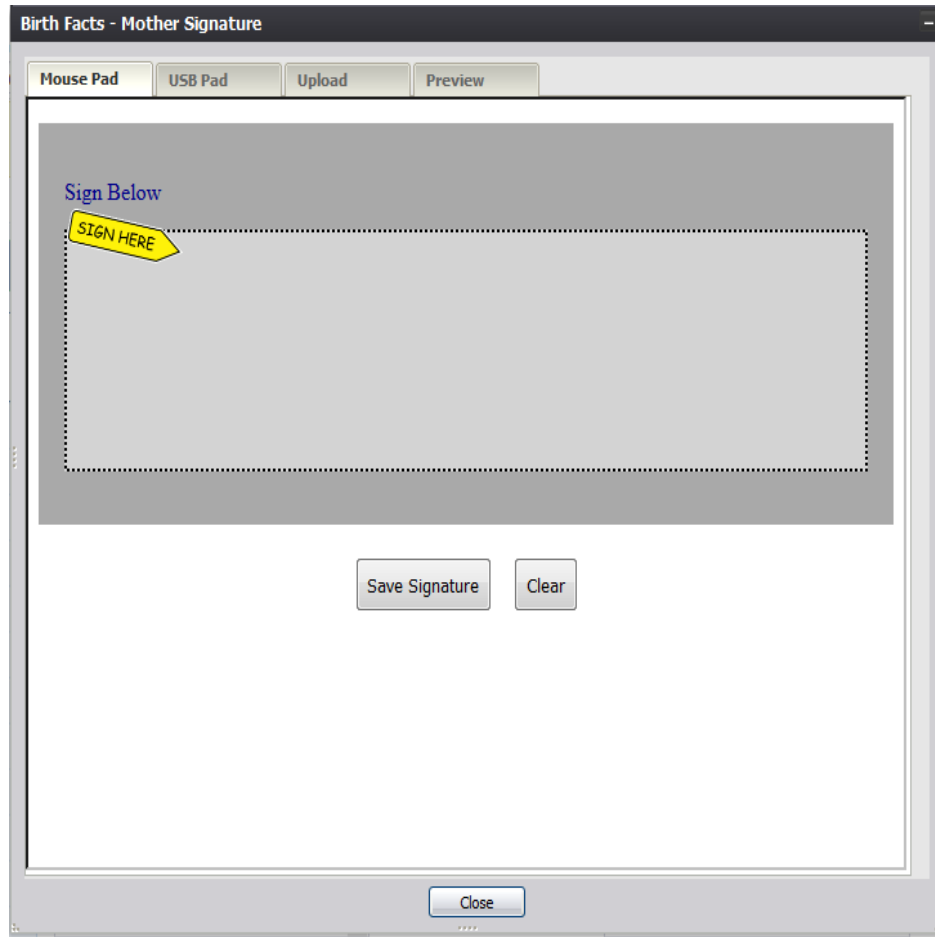 Birth Facts - Mother Signature
Mouse Pad USB Pad Upload Preview
Sign Below
SIGN HERE
Save Signature Clear
Close